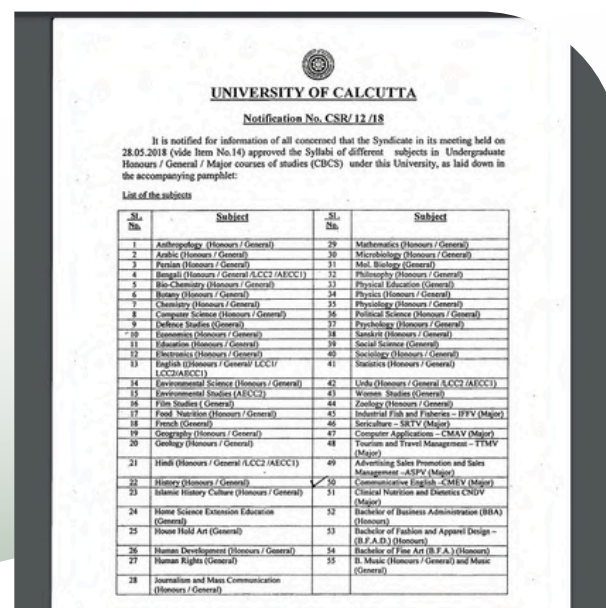 UNIVERSITY OF CALCUTTA
Notification No. CSR/ 12 /18
It is notified for information of all concerned that the Syndicate in its meeting held on
28.05.2018 (vide Item No.14) approved the Syllabi of different subjects in Undergraduate
Honours / General / Major courses of studies (CBCS) under this University, as laid down in
the accompanying pamphlet:
List of the subjects
Sl. No. Subject Sl. No. Subject
1 Anthropology (Honours / General) 29 Mathematics (Honours / General)
2 Arabic (Honours / General) 30 Microbiology (Honours / General)
3 Persian (Honours / General) 31 Mol. Biology (General)
4 Bengali (Honours / General /LCC2 /AECC1) 32 Philosophy (Honours / General)
5 Bio-Chemistry (Honours / General) 33 Physical Education (General)
6 Botany (Honours / General) 34 Physics (Honours / General)
7 Chemistry (Honours / General) 35 Physiology (Honours / General)
8 Computer Science (Honours / General) 36 Political Science (Honours / General)
9 Defence Studies (General) 37 Psychology (Honours / General)
10 Economics (Honours / General) 38 Sanskrit (Honours / General)
11 Education (Honours / General) 39 Social Science (General)
12 Electronics (Honours / General) 40 Sociology (Honours / General)
13 English ((Honours / General/ LCC1/ 41 Statistics (Honours / General)
LCC2/AECC1)
14 Environmental Science (Honours / General) 42 Urdu (Honours / General /LCC2 /AECC1)
15 Environmental Studies (AECC2) 43 Women Studies (General)
16 Film Studies ( General) 44 Zoology (Honours / General)
17 Food Nutrition (Honours / General) 45 Industrial Fish and Fisheries – IFFV (Major)
18 French (General) 46 Sericulture – SRTV (Major)
19 Geography (Honours / General) 47 Computer Applications – CMAV (Major)
20 Geology (Honours / General) 48 Tourism and Travel Management – TTMV
(Major)
21 Hindi (Honours / General /LCC2 /AECC1) 49 Advertising Sales Promotion and Sales
Management –ASPV (Major)
22 History (Honours / General) 50 Communicative English –CMEV (Major)
23 Islamic History Culture (Honours / General) 51 Clinical Nutrition and Dietetics CNDV
(Major)
24 Home Science Extension Education 52 Bachelor of Business Administration (BBA)
(General) (Honours)
25 House Hold Art (General) 53 Bachelor of Fashion and Apparel Design –
(B.F.A.D.) (Honours)
26 Human Development (Honours / General) 54 Bachelor of Fine Art (B.F.A.) (Honours)
27 Human Rights (General) 55 B. Music (Honours / General) and Music
(General)
28 Journalism and Mass Communication
(Honours / General)